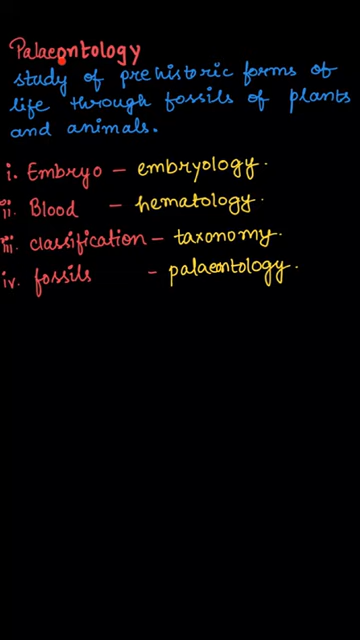 Palaeontology
study of prehistoric forms of
life through fossils of plants
and animals.
i. Embryo - embryology.
ii. Blood - hematology.
iii. classification - taxonomy.
iv. fossils - palaeontology.